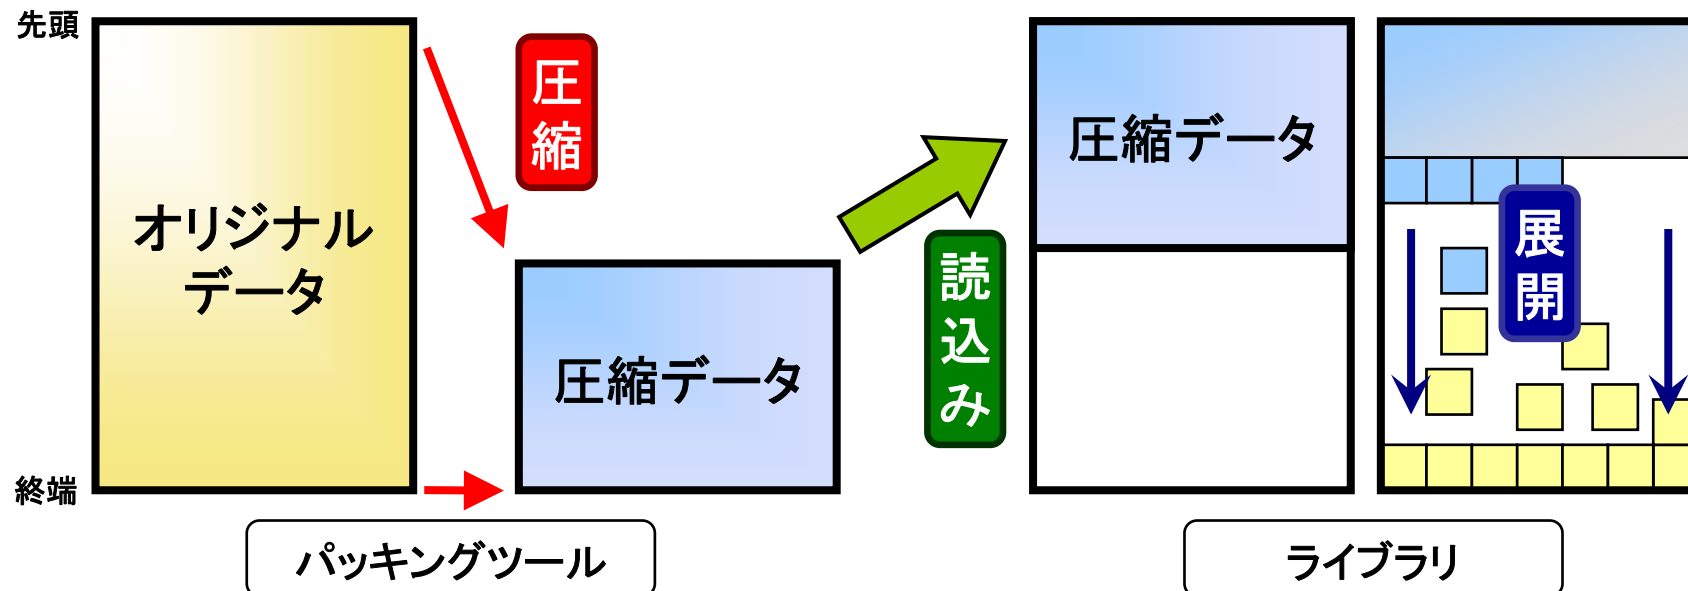 先頭
圧縮
圧縮データ
オリジナル
データ
展開
読込み
圧縮データ
終端
パッキングツール
ライブラリ